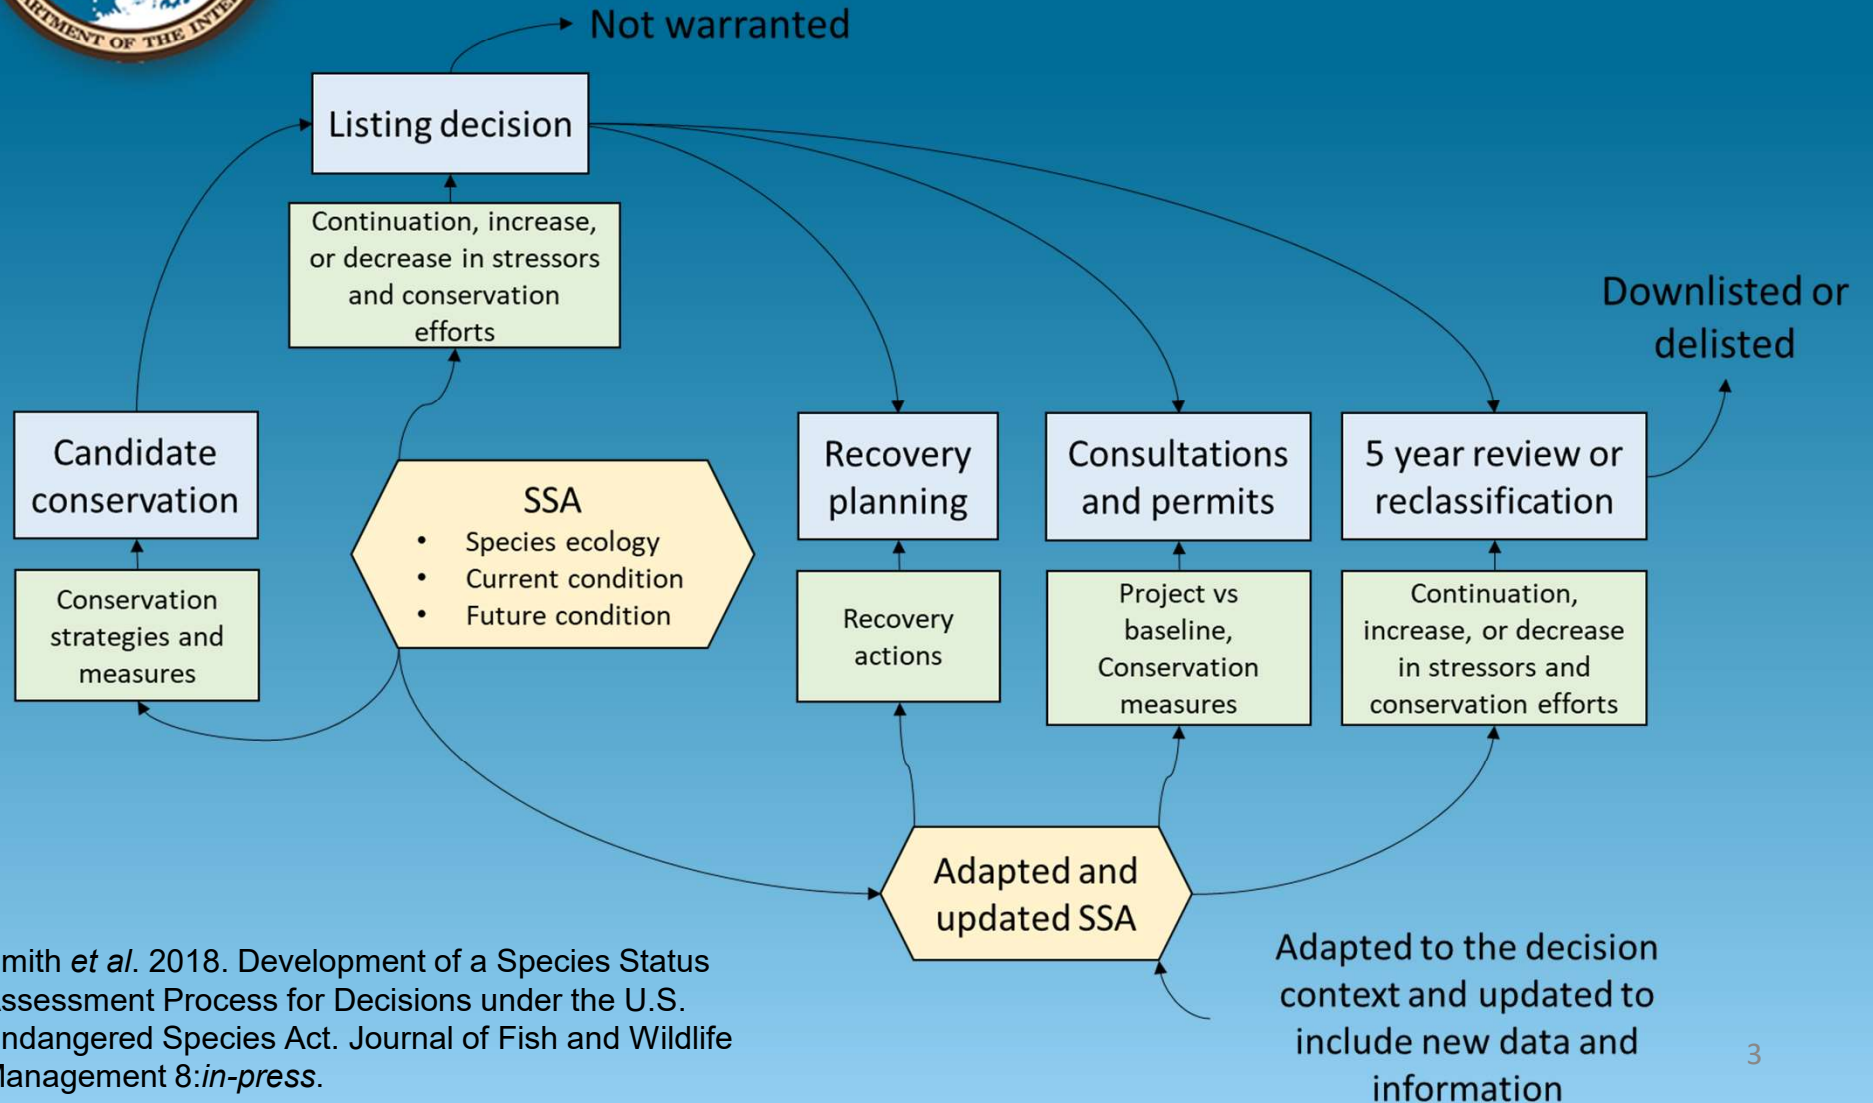 DEPARTMENT OF THE INTE
Not warranted
Listing decision
Continuation, increase,
or decrease in stressors
and conservation
efforts
Downlisted or
delisted
Candidate
conservation
Conservation
strategies and
measures
SSA
• Species ecology
• Current condition
• Future condition
Recovery
planning
Recovery
actions
Consultations
and permits
Project vs
baseline,
Conservation
measures
5 year review or
reclassification
Continuation,
increase, or decrease
in stressors and
conservation efforts
Adapted and
updated SSA
Adapted to the decision
context and updated to
include new data and
information
mith et al. 2018. Development of a Species Status
ssessment Process for Decisions under the U.S.
ndangered Species Act. Journal of Fish and Wildlife
anagement 8:in-press.
3